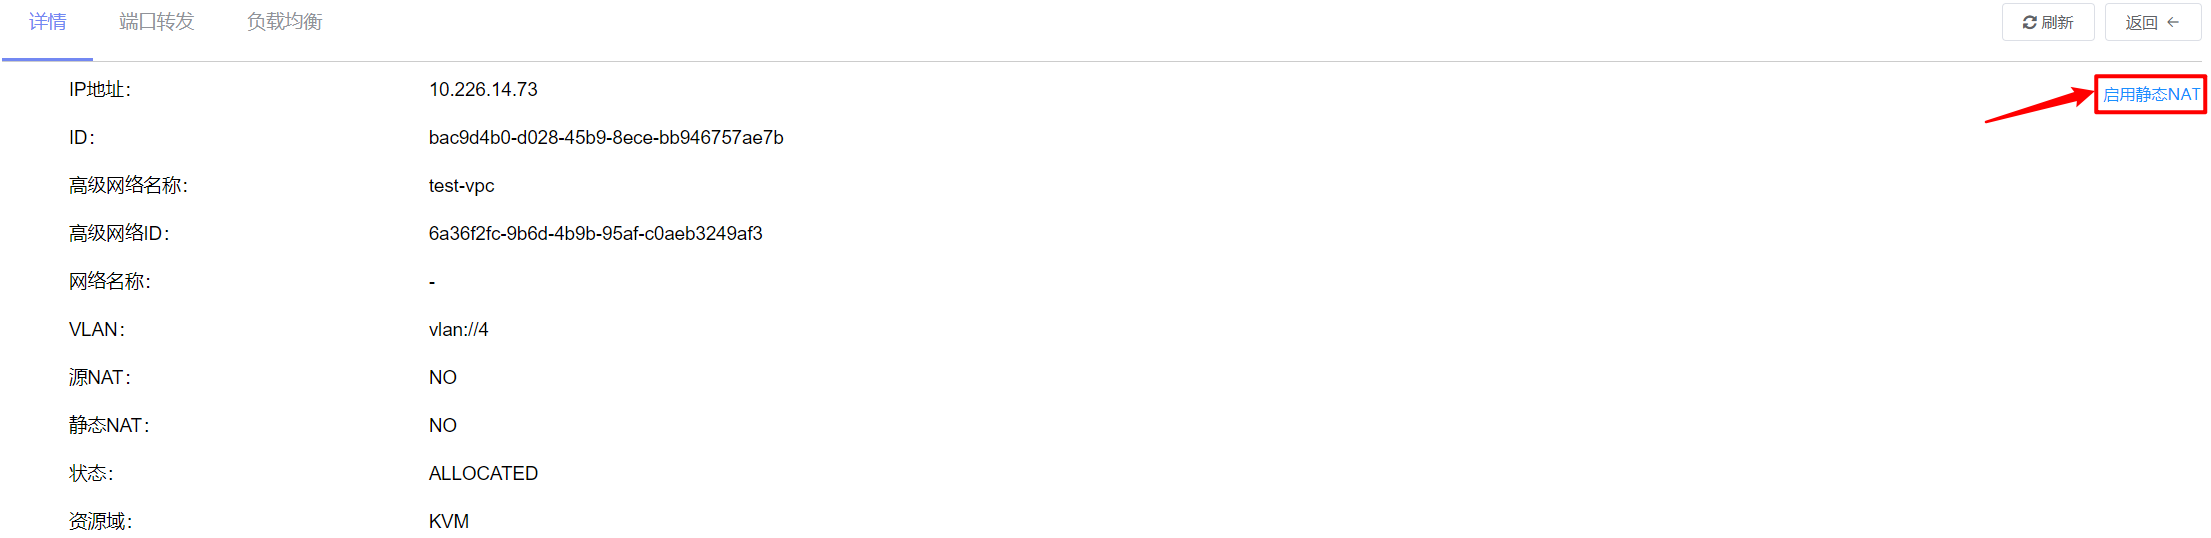 详情 端口转发 负载均衡 刷新 返回
IP地址： 10.226.14.73 启用静态NAT
ID： bac9d4b0-d028-45b9-8ece-bb946757ae7b
高级网络名称： test-vpc
高级网络ID： 6a36f2fc-9b6d-4b9b-95af-c0aeb3249af3
网络名称： -
VLAN： vlan://4
源NAT： NO
静态NAT： NO
状态： ALLOCATED
资源域： KVM